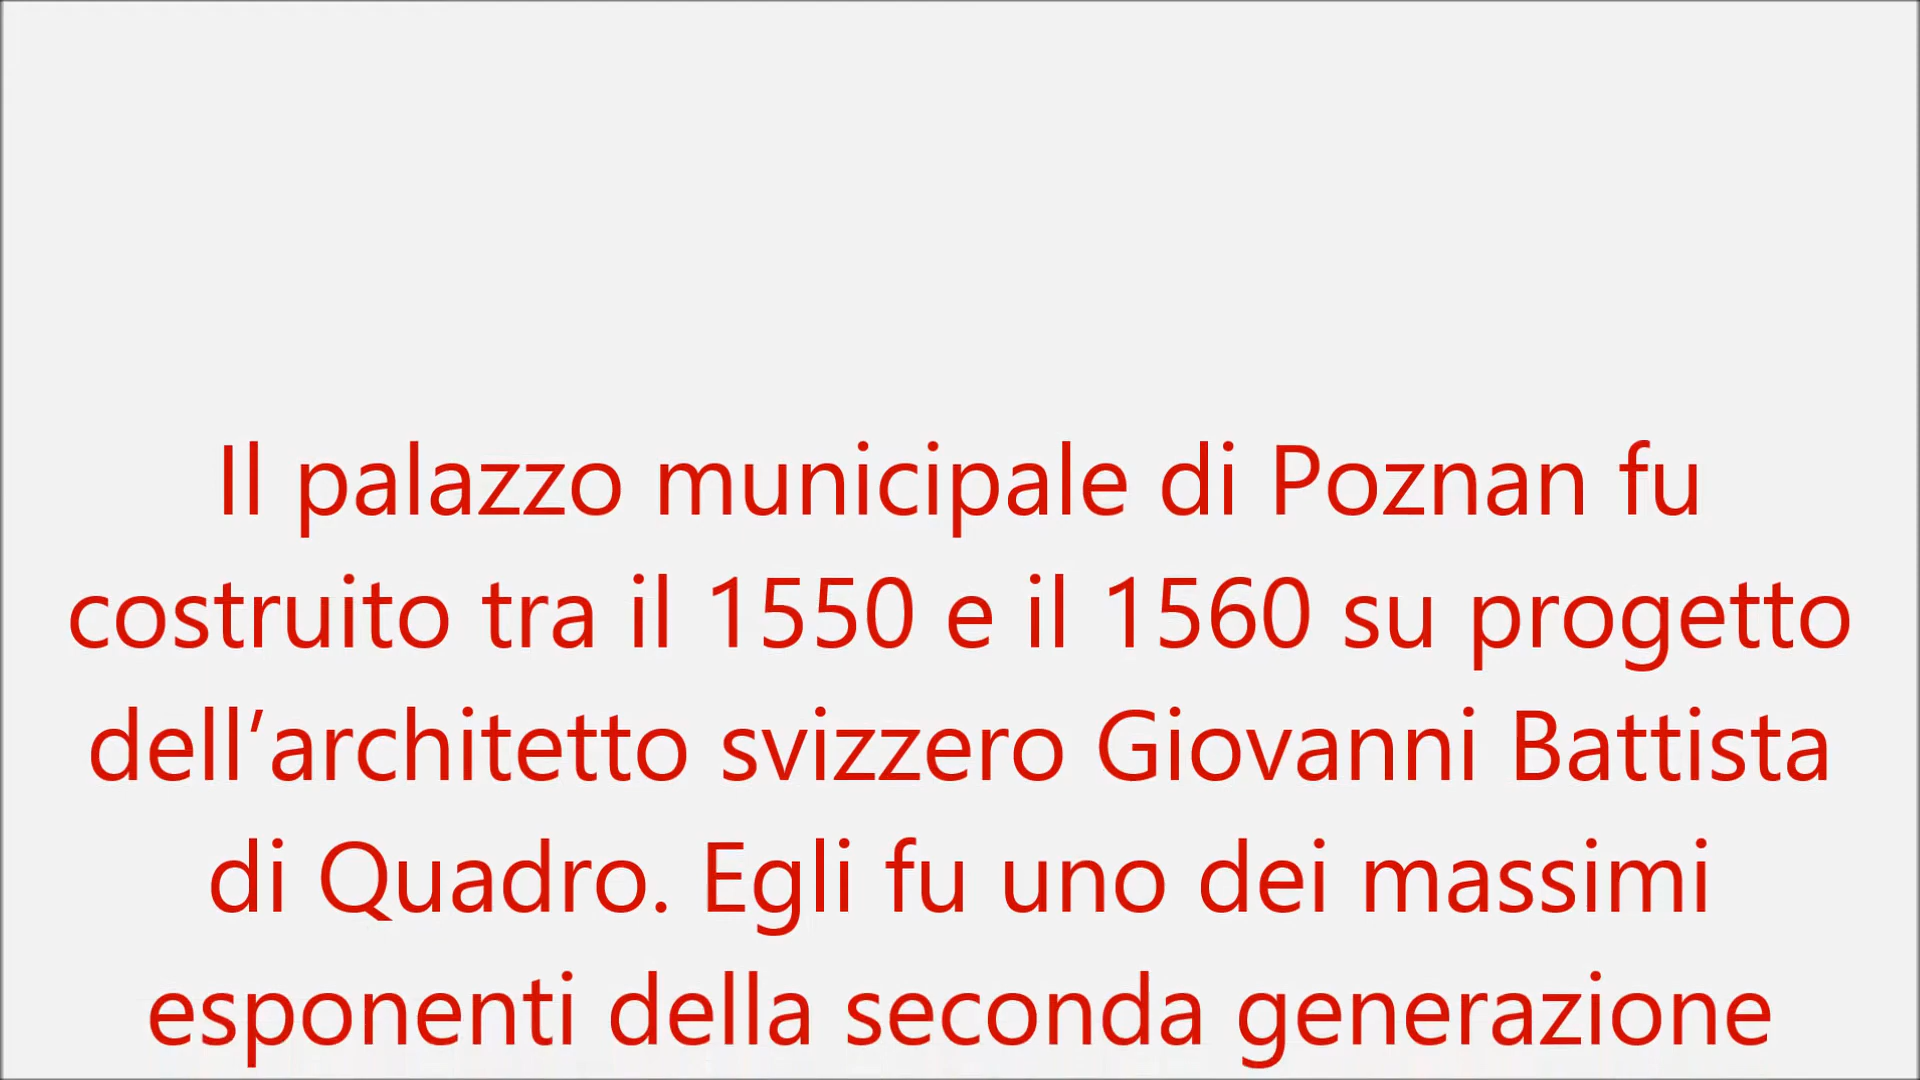 Il palazzo municipale di Poznan fu
costruito tra il 1550 e il 1560 su progetto
dell’architetto svizzero Giovanni Battista
di Quadro. Egli fu uno dei massimi
esponenti della seconda generazione